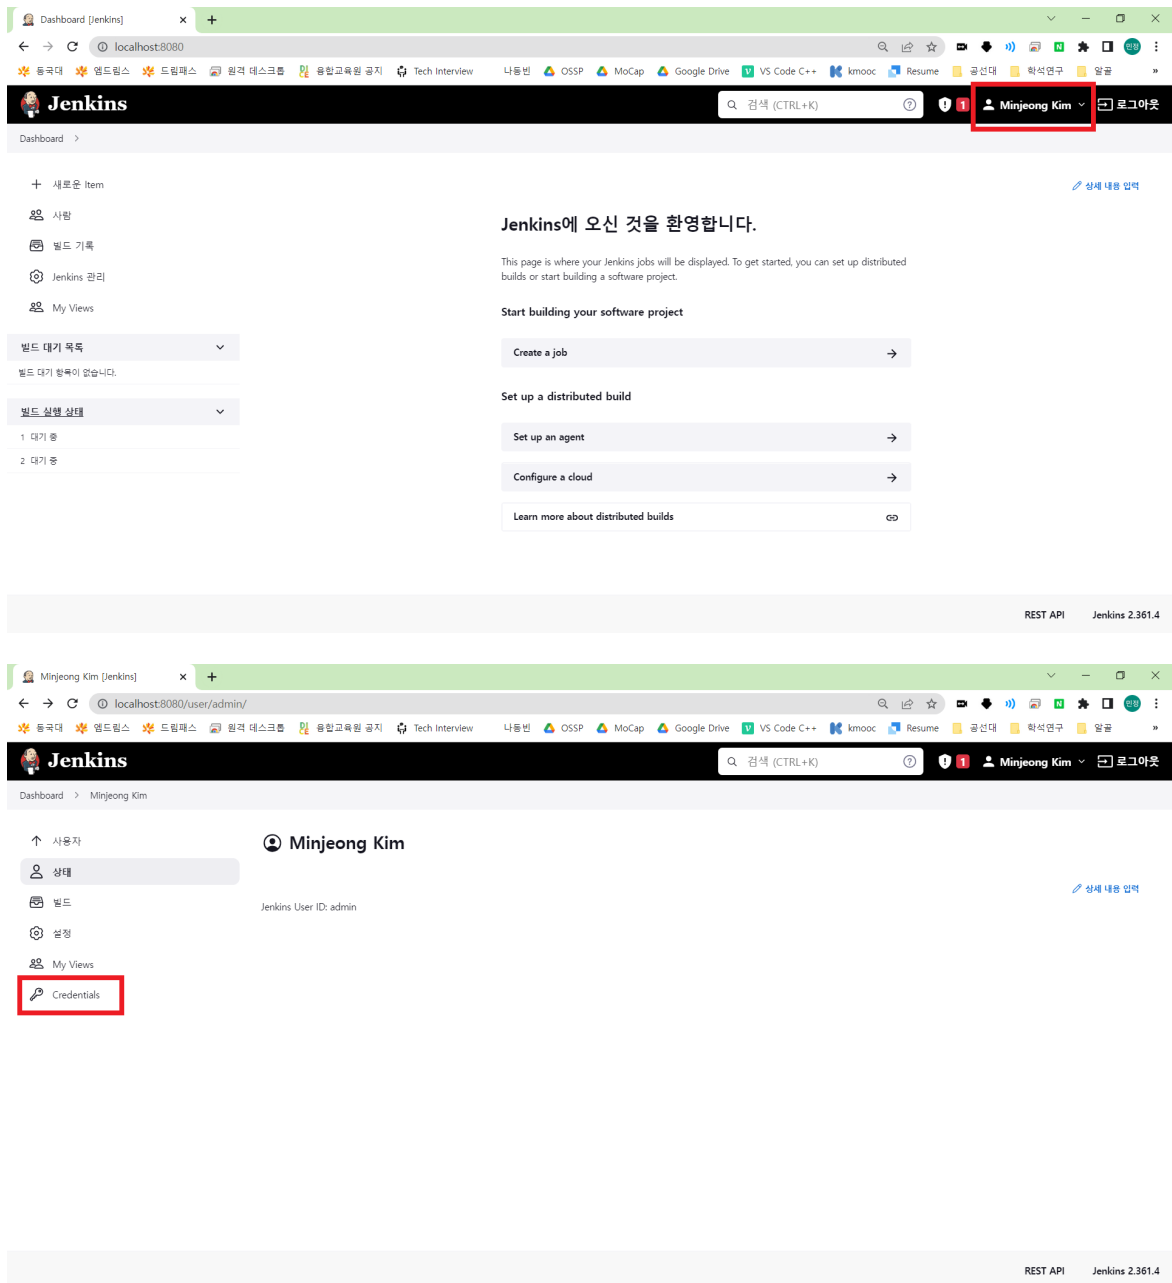 Dashboard [Jenkins]
localhost:8080
동국대 엠드림스 드림패스 원격 데스크톱 융합교육원 공지 Tech Interview 나동빈 OSSP MoCap Google Drive VS Code C++ kmooc Resume 공선대 학석연구 알골 »
Jenkins 검색 (CTRL+K) 1 Minjeong Kim 로그아웃
Dashboard >
새로운 Item
상세 내용 입력
사람
Jenkins에 오신 것을 환영합니다.
빌드 기록
This page is where your Jenkins jobs will be displayed. To get started, you can set up distributed
builds or start building a software project.
Jenkins 관리
My Views
Start building your software project
빌드 대기 목록
Create a job
빌드 대기 항목이 없습니다.
Set up a distributed build
빌드 실행 상태
1 대기 중
Set up an agent
2 대기 중
Configure a cloud
Learn more about distributed builds
REST API Jenkins 2.361.4
Minjeong Kim [Jenkins]
localhost:8080/user/admin/
동국대 엠드림스 드림패스 원격 데스크톱 융합교육원 공지 Tech Interview 나동빈 OSSP MoCap Google Drive VS Code C++ kmooc Resume 공선대 학석연구 알골 »
Jenkins 검색 (CTRL+K) 1 Minjeong Kim 로그아웃
Dashboard > Minjeong Kim
사용자
Minjeong Kim
상태
상세 내용 입력
빌드
Jenkins User ID: admin
설정
My Views
Credentials
REST API Jenkins 2.361.4